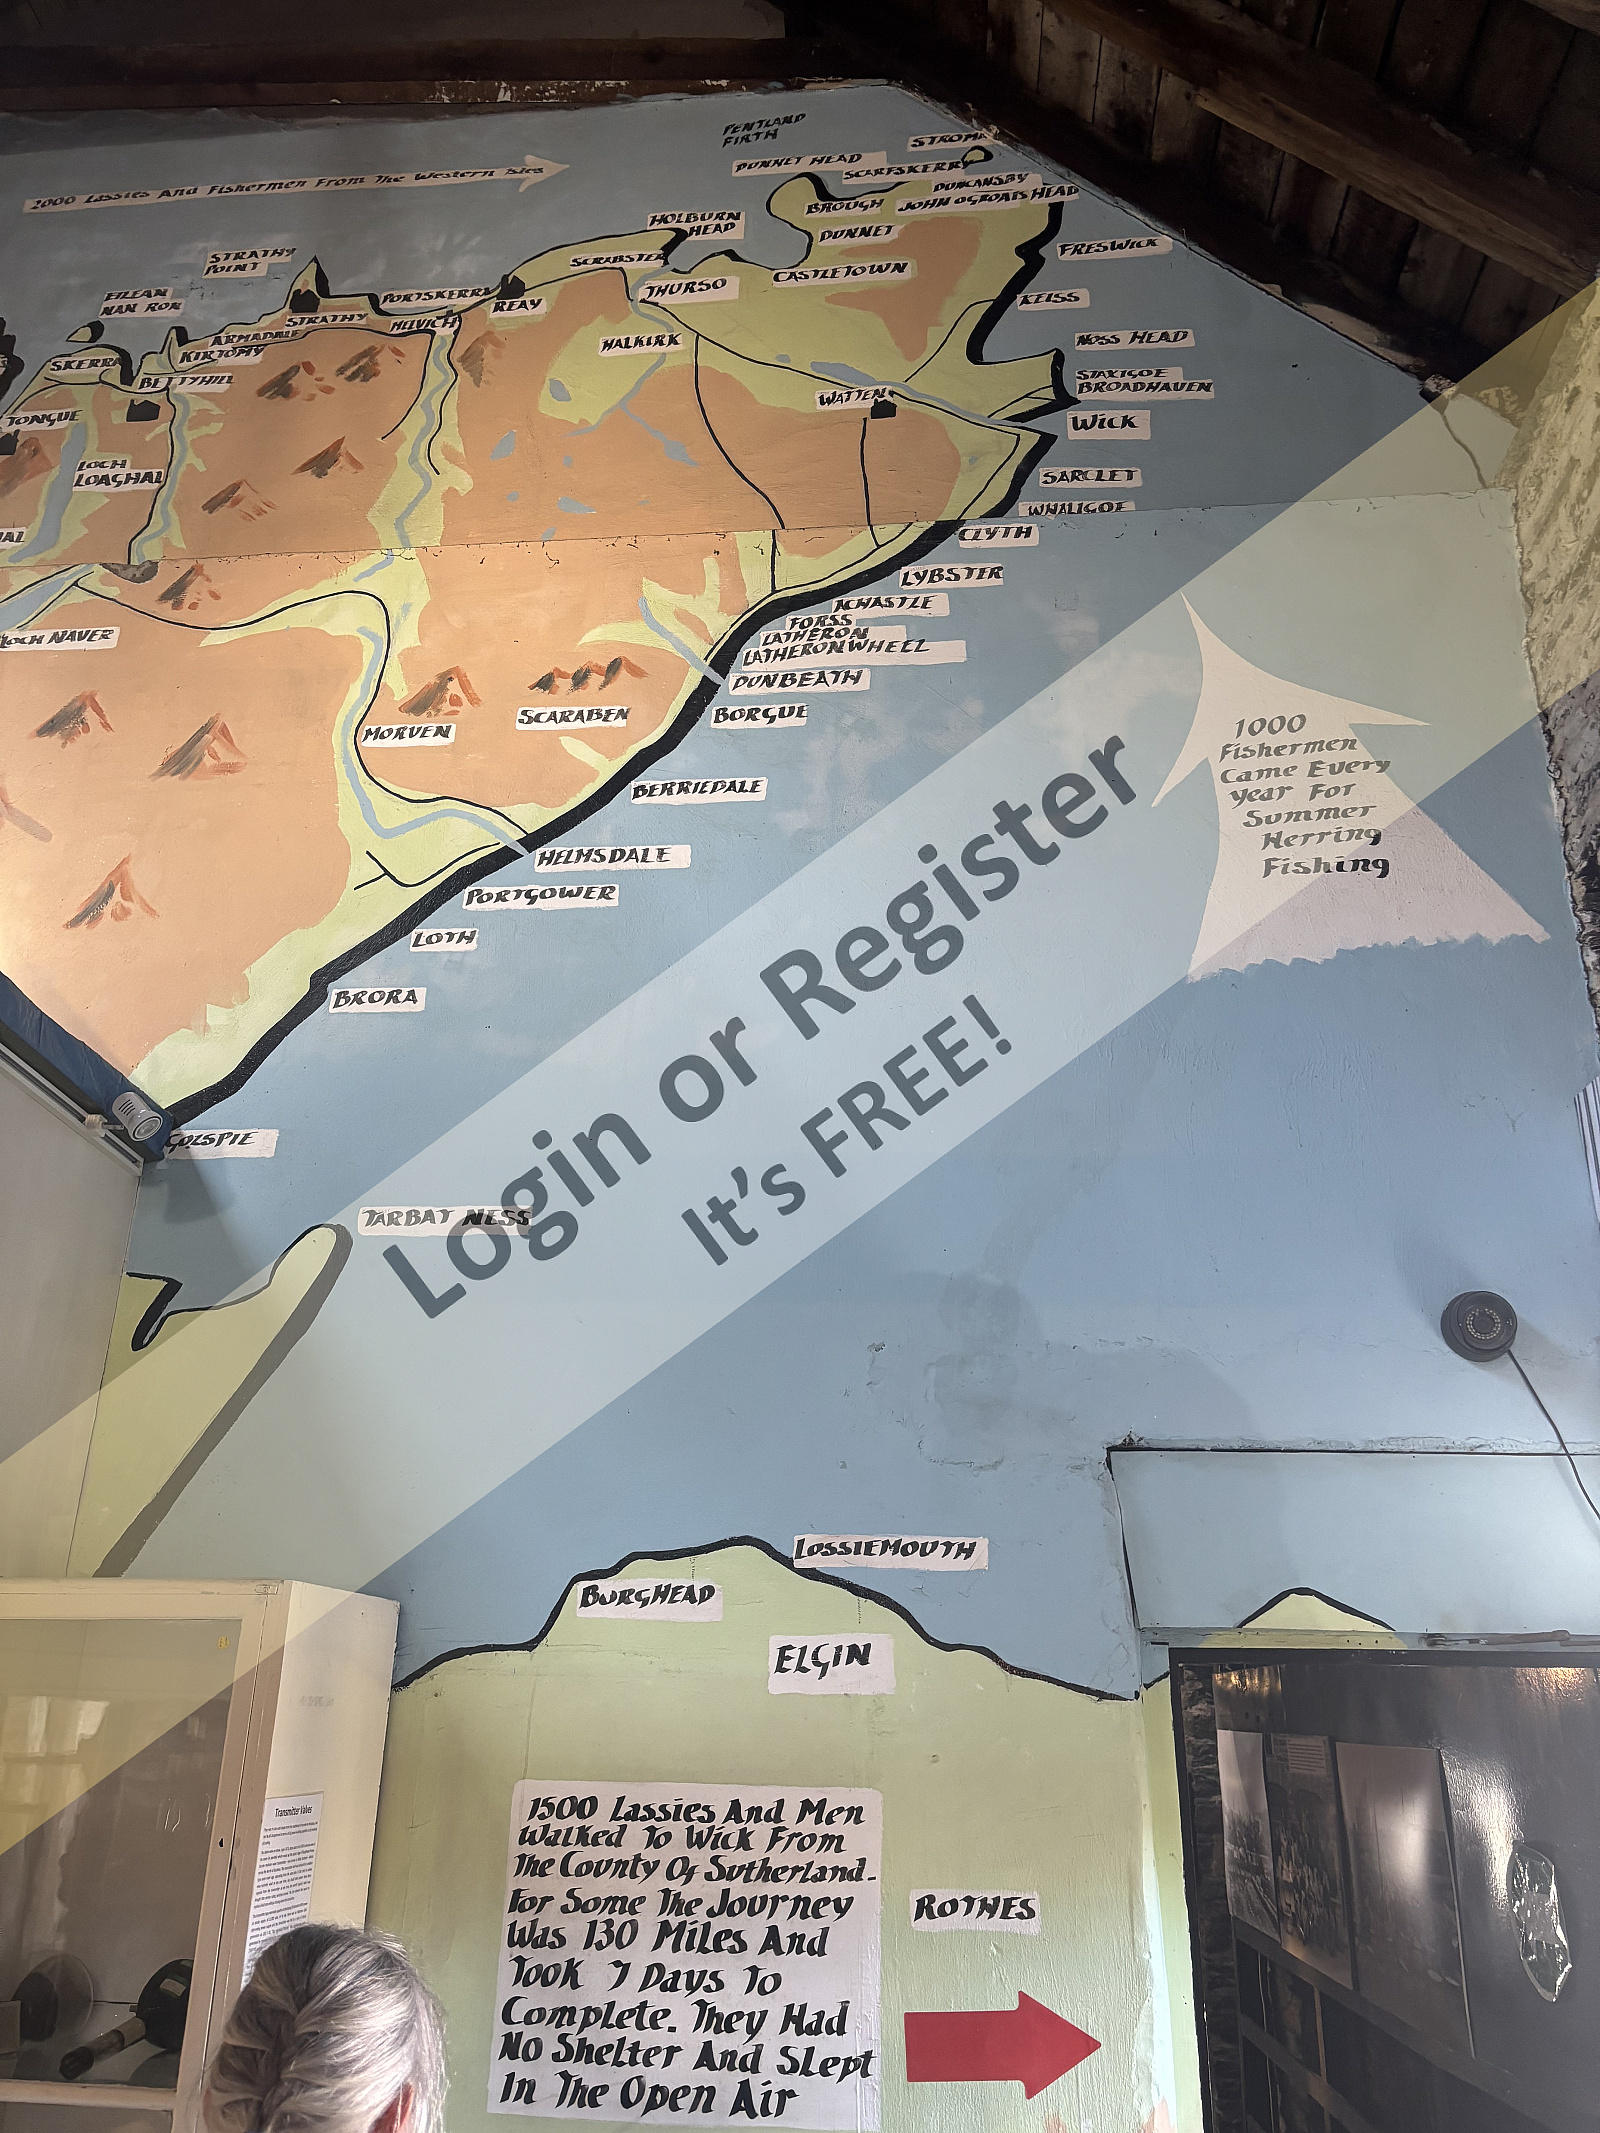 PENTLAND
FIRTH
STROMA
DUNNET HEAD
SCARFSKERRY
DUNCANSBY
HEAD
JOHN OGROATS
BROUGH
2000 Lassies And Fishermen From The Western Isles
HOLBURN
HEAD
DUNNET
FRESWICK
STRATHY
POINT
SCRABSTER
CASTLETOWN
THURSO
EILEAN
NAN RON
PORTSKERRA
REAY
KEISS
STRATHY
MELVICH
ARMADALE
KIRTOMY
HALKIRK
NOSS HEAD
SKERRA
BETTYHILL
STAXIGOE
BROADHAVEN
WATTEN
TONGUE
WICK
LOCH
LOAGHAL
SARCLET
WHALIGOE
CLYTH
LYBSTER
ACHASTLE
FORSS
LATHERON
LATHERONWHEEL
LOCH NAVER
DUNBEATH
SCARABEN
BORGUE
MORVEN
1000
Fishermen
Came Every
Year For
Summer
Herring
Fishing
BERRIEDALE
HELMSDALE
PORTGOWER
LOTH
BRORA
Login or Register
It's FREE!
GOLSPIE
TARBAT NESS
LOSSIEMOUTH
BURGHEAD
ELGIN
Transmitter Valves
1500 Lassies And Men
Walked To Wick From
The County Of Sutherland.
For Some The Journey
Was 130 Miles And
Took 7 Days To
Complete. They Had
No Shelter And Slept
In The Open Air
ROTHES